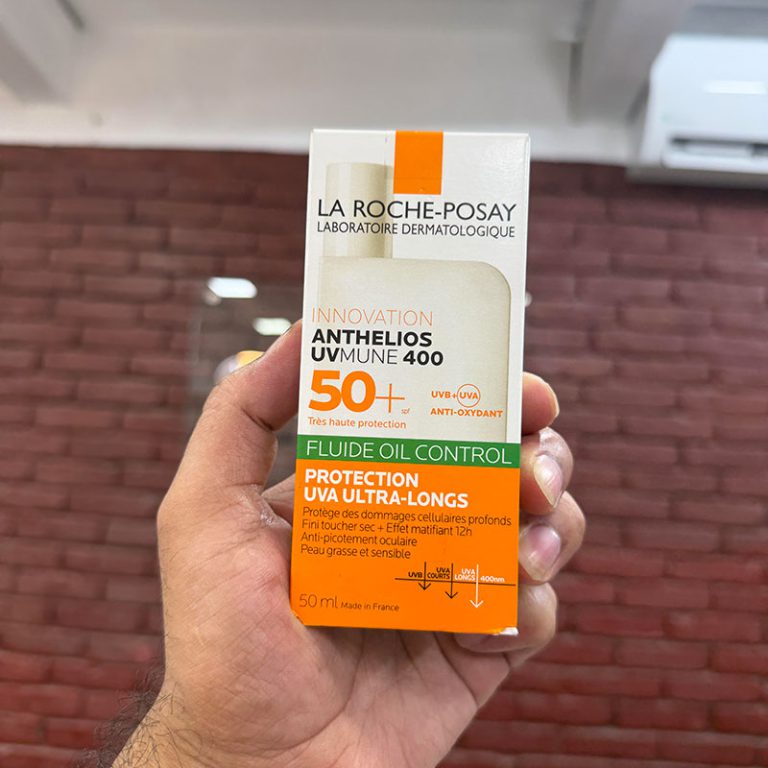 LA ROCHE-POSAY
LABORATOIRE DERMATOLOGIQUE
INNOVATION
ANTHELIOS
UVMUNE 400
50+ spf
Très haute protection
UVB+UVA
ANTI-OXYDANT
FLUIDE OIL CONTROL
PROTECTION
UVA ULTRA-LONGS
Protège des dommages cellulaires profonds
Fini toucher sec + Effet matifiant 12h
Anti-picotement oculaire
Peau grasse et sensible
UVB
UVA COURTS
UVA LONGS
400nm
50 ml Made in France